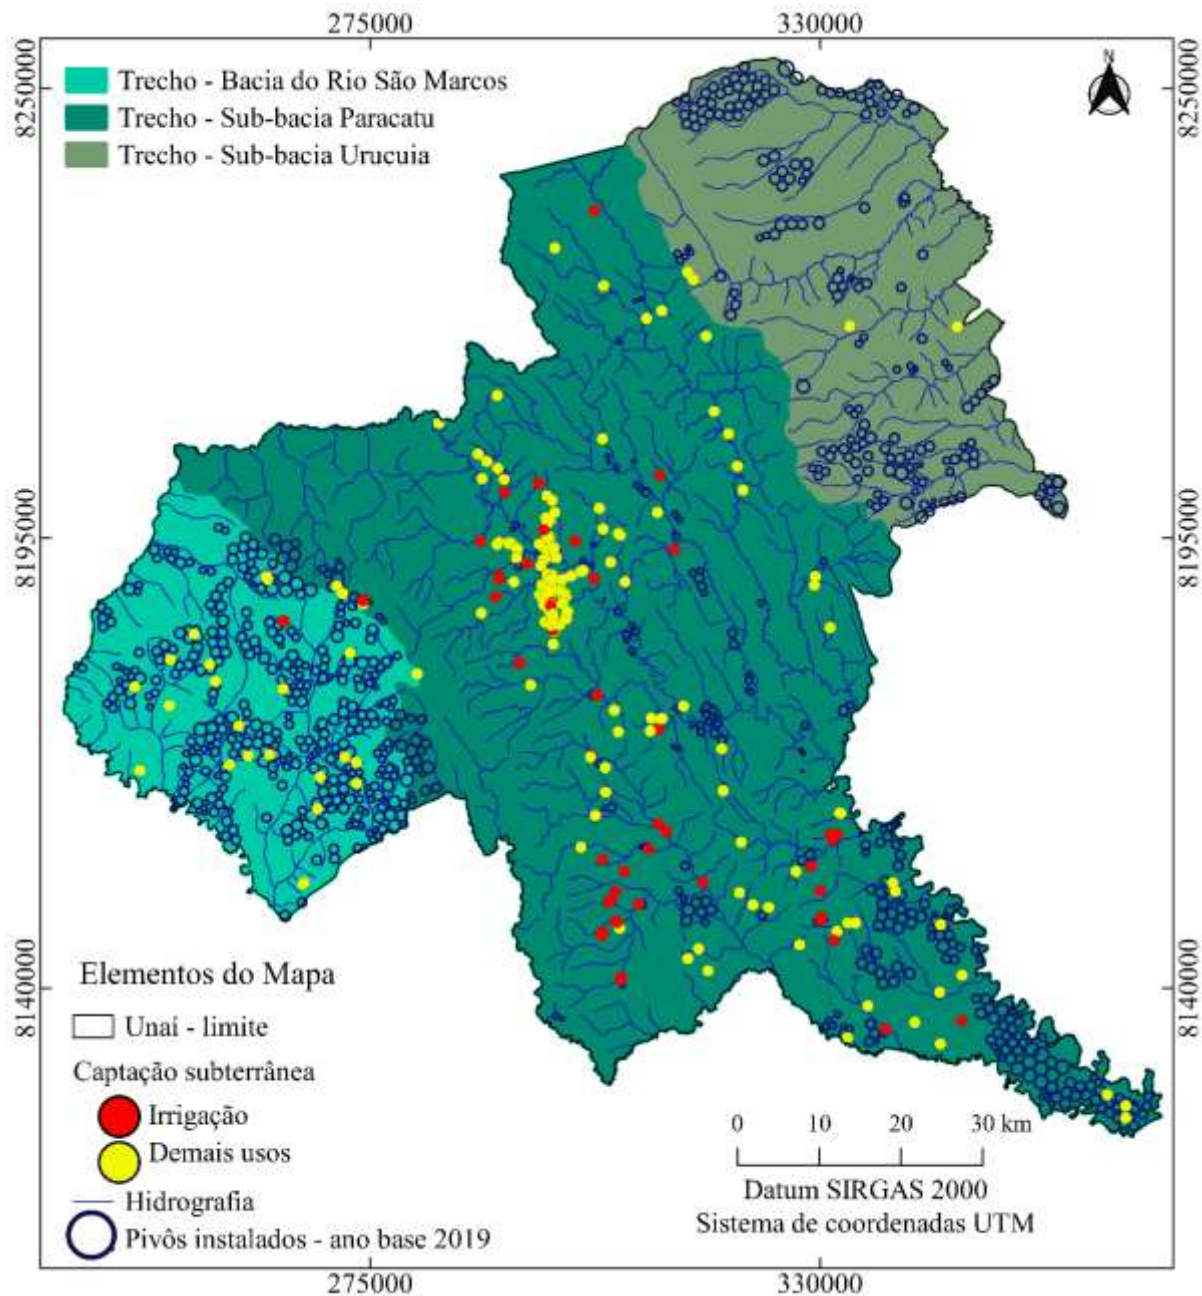 275000
330000
8250000
8250000
N
Trecho - Bacia do Rio São Marcos
Trecho - Sub-bacia Paracatu
Trecho - Sub-bacia Urucuia
8195000
8195000
Elementos do Mapa
Unaí - limite
Captação subterrânea
Irrigação
Demais usos
Hidrografia
Pivôs instalados - ano base 2019
8140000
8140000
0 10 20 30 km
Datum SIRGAS 2000
Sistema de coordenadas UTM
275000
330000